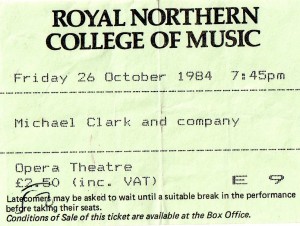 ROYAL NORTHERN
COLLEGE OF MUSIC
Friday 26 October 1984 7:45pm
Michael Clark and company
Opera Theatre
£2.50 (inc. VAT) E 9
Latecomers may be asked to wait until a suitable break in the performance
before taking their seats.
Conditions of Sale of this ticket are available at the Box Office.